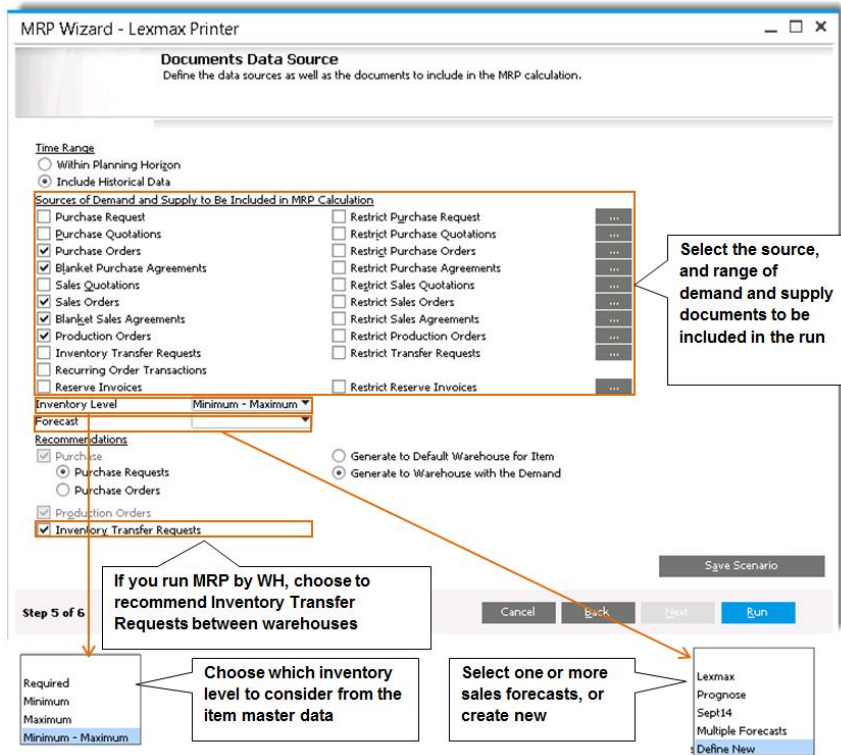 MRP Wizard - Lexmax Printer
Documents Data Source
Define the data sources as well as the documents to include in the MRP calculation.
Time Range
Within Planning Horizon
Include Historical Data
Sources of Demand and Supply to Be Included in MRP Calculation
Purchase Request Restrict Purchase Request ...
Purchase Quotations Restrict Purchase Quotations ...
Purchase Orders Restrict Purchase Orders ...
Blanket Purchase Agreements Restrict Purchase Agreements ...
Sales Quotations Restrict Sales Quotations ...
Sales Orders Restrict Sales Orders ...
Blanket Sales Agreements Restrict Sales Agreements ...
Production Orders Restrict Production Orders ...
Inventory Transfer Requests Restrict Transfer Requests ...
Recurring Order Transactions
Reserve Invoices Restrict Reserve Invoices ...
Select the source,
and range of
demand and supply
documents to be
included in the run
Inventory Level Minimum - Maximum
Forecast
Recommendations
Purchase Generate to Default Warehouse for Item
Purchase Requests Generate to Warehouse with the Demand
Purchase Orders
Production Orders
Inventory Transfer Requests
Save Scenario
If you run MRP by WH, choose to
recommend Inventory Transfer
Requests between warehouses
Step 5 of 6 Cancel Back Next Run
Required
Minimum
Maximum
Minimum - Maximum
Choose which inventory
level to consider from the
item master data
Select one or more
sales forecasts, or
create new
Lexmax
Prognose
Sept14
Multiple Forecasts
Define New